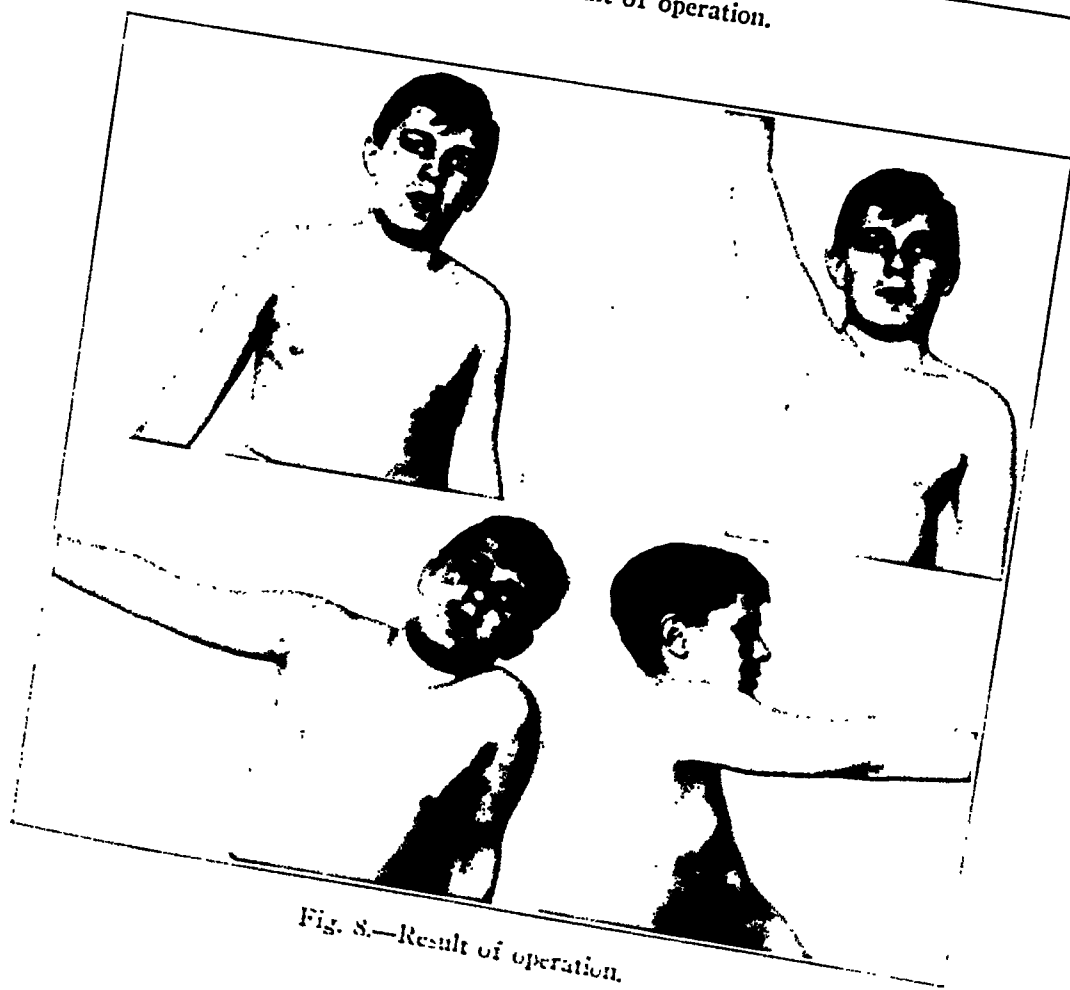 of operation.
Fig. 8.—Result of operation.